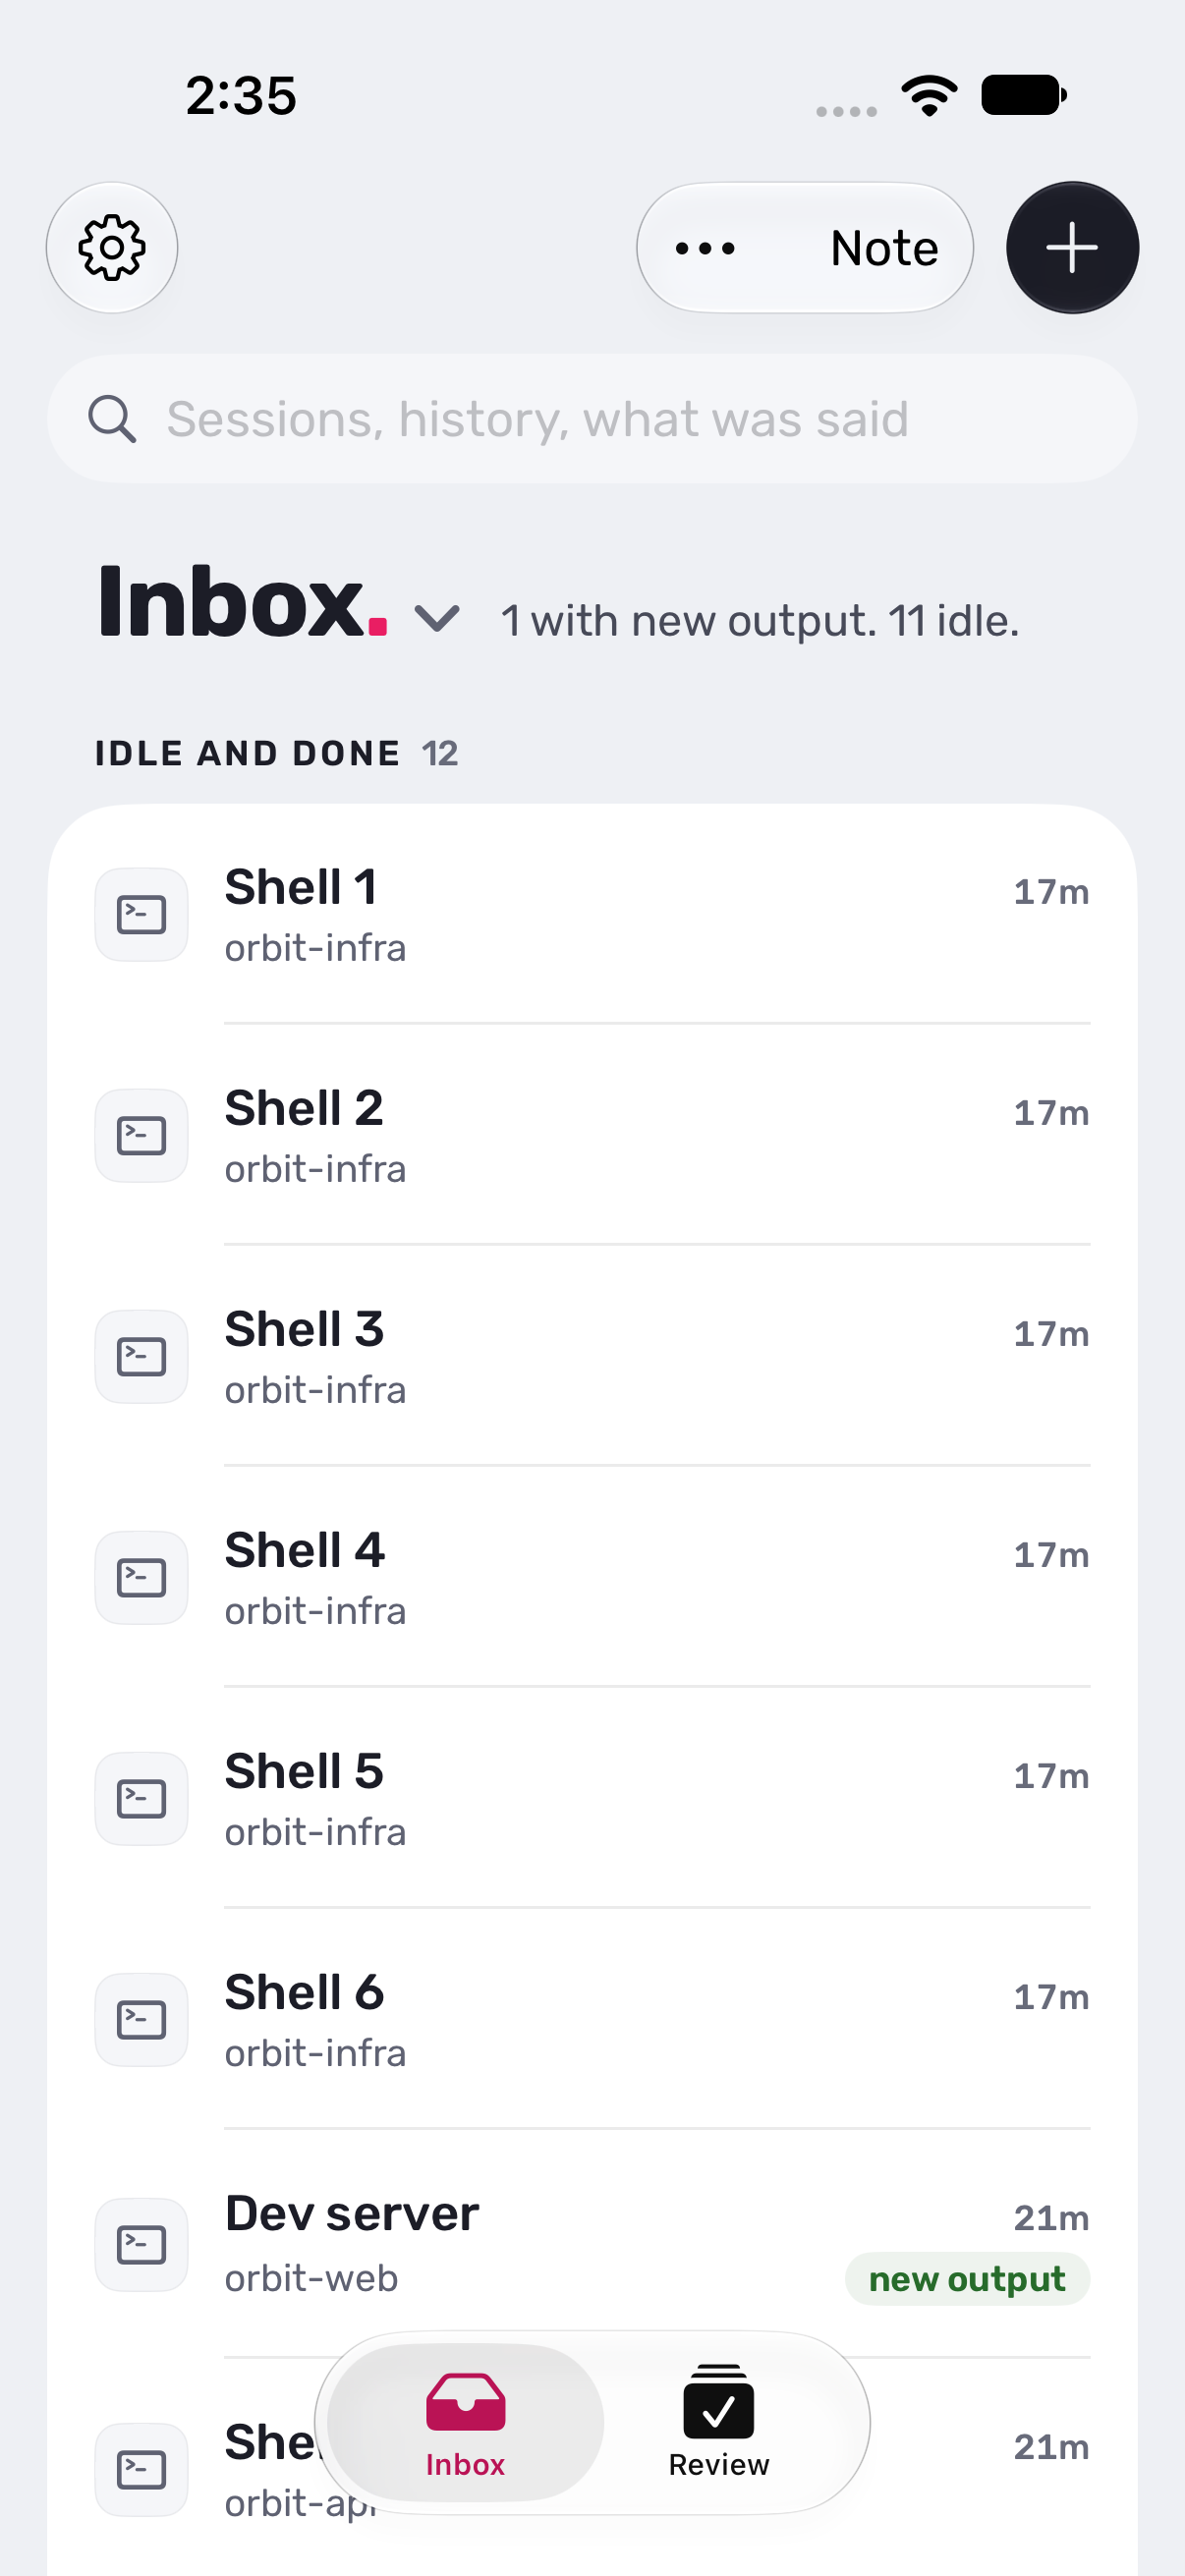 2:35
Note
Sessions, history, what was said
Inbox. 1 with new output. 11 idle.
IDLE AND DONE 12
Shell 1 17m
orbit-infra
Shell 2 17m
orbit-infra
Shell 3 17m
orbit-infra
Shell 4 17m
orbit-infra
Shell 5 17m
orbit-infra
Shell 6 17m
orbit-infra
Dev server 21m
orbit-web new output
21m
orbit-api
Inbox Review